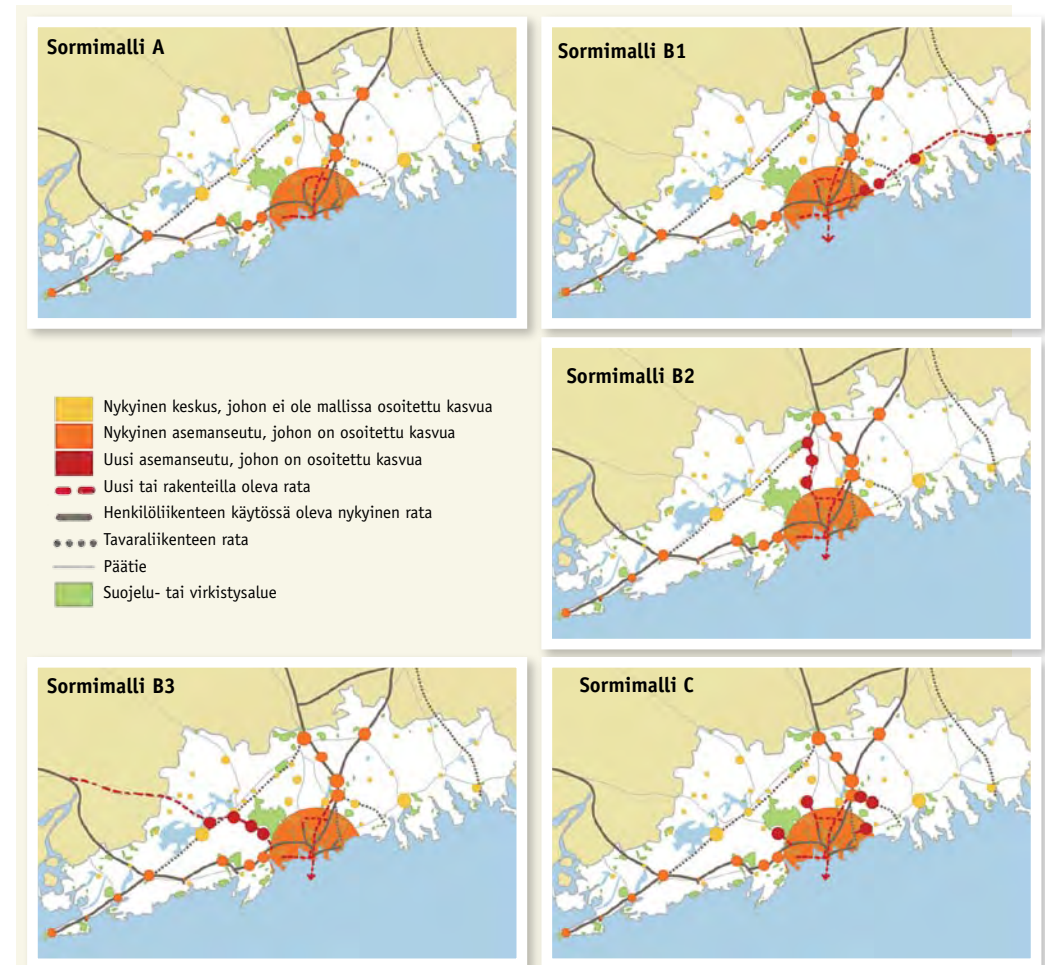 Sormimalli A
Sormimalli B1
Nykyinen keskus, johon ei ole mallissa osoitettu kasvua
Nykyinen asemanseutu, johon on osoitettu kasvua
Uusi asemanseutu, johon on osoitettu kasvua
Uusi tai rakenteilla oleva rata
Henkilöliikenteen käytössä oleva nykyinen rata
Tavaraliikenteen rata
Päätie
Suojelu- tai virkistysalue
Sormimalli B2
Sormimalli B3
Sormimalli C